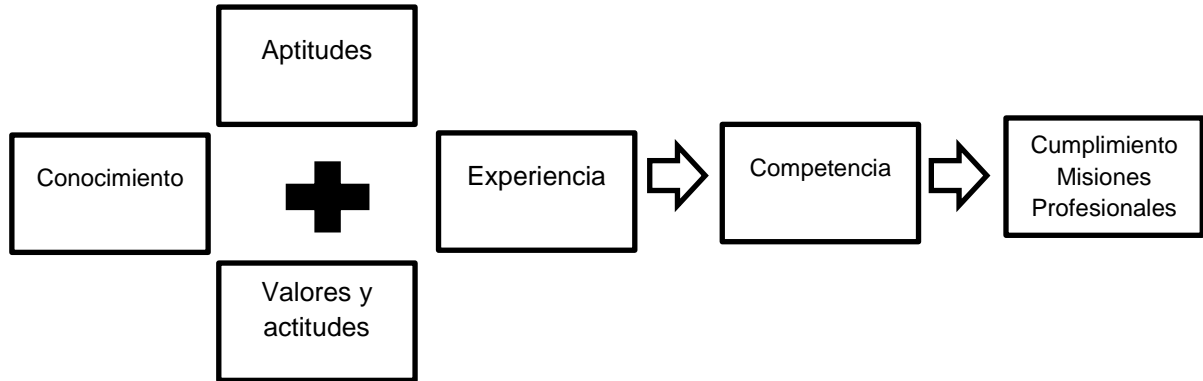 Aptitudes
Conocimiento
Experiencia
Competencia
Cumplimiento
Misiones
Profesionales
Valores y
actitudes